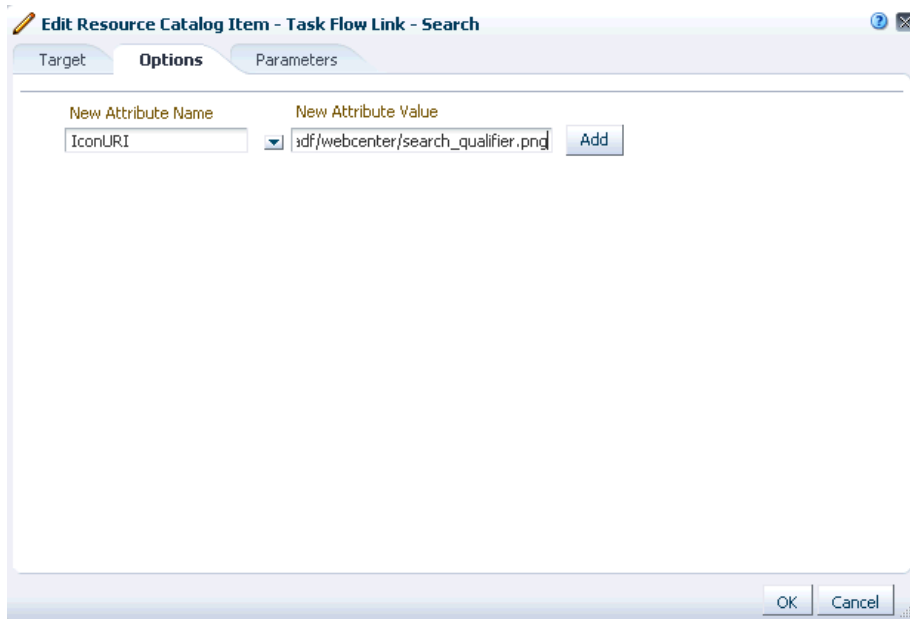 Edit Resource Catalog Item - Task Flow Link - Search
Target Options Parameters
New Attribute Name New Attribute Value
IconURI adf/webcenter/search_qualifier.png Add
OK Cancel